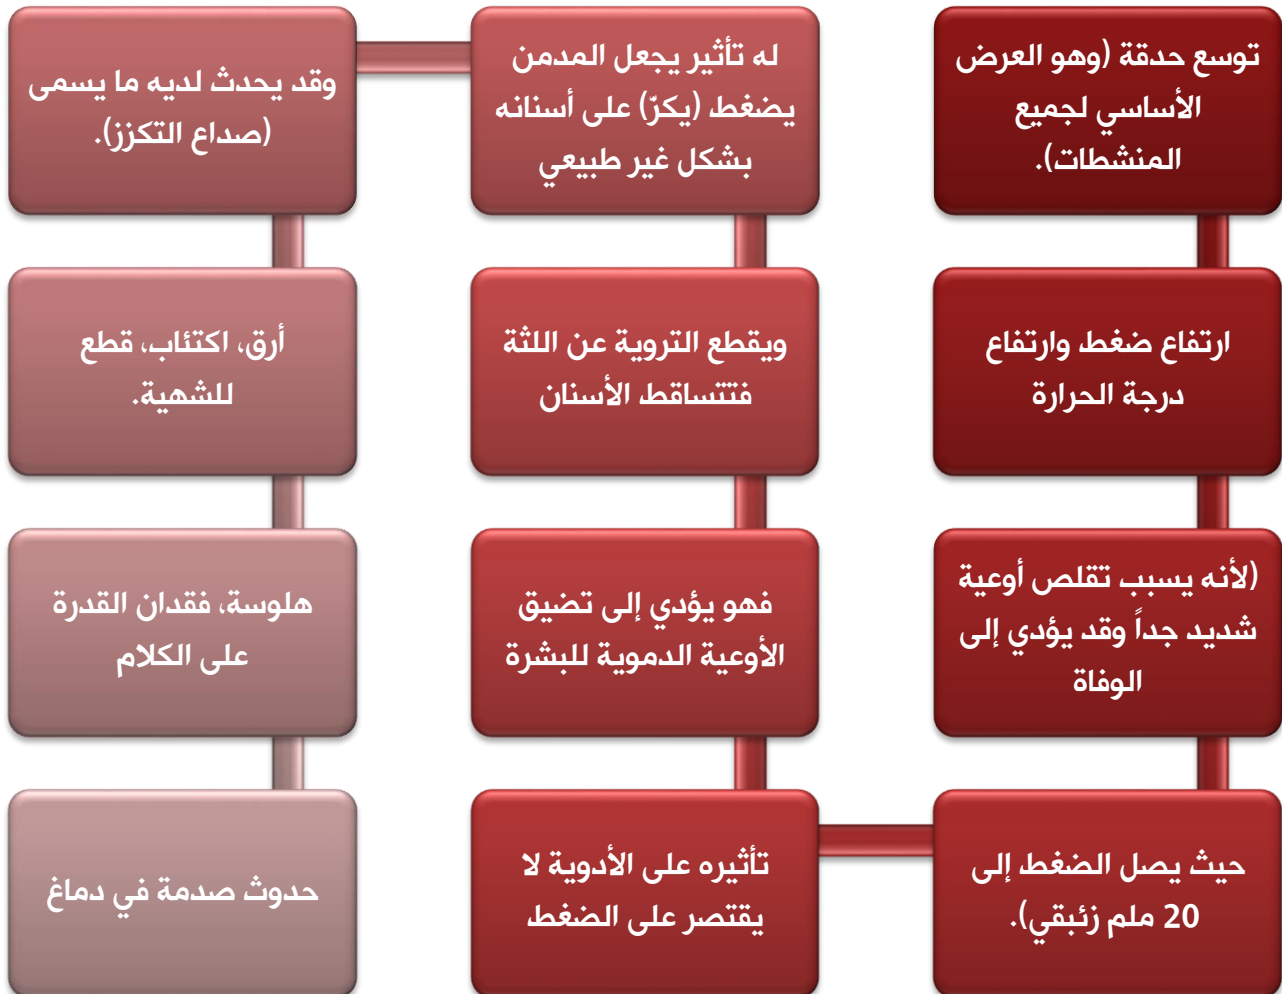 توسع حدقة (وهو العرض
الأساسي لجميع
المنشطات).
ارتفاع ضغط وارتفاع
درجة الحرارة
(لأنه يسبب تقلص أوعية
شديد جداً وقد يؤدي إلى
الوفاة
حيث يصل الضغط إلى
20 ملم زئبقي).
تأثيره على الأدوية لا
يقتصر على الضغط
فهو يؤدي إلى تضيق
الأوعية الدموية للبشرة
ويقطع التروية عن اللثة
فتتساقط الأسنان
له تأثير يجعل المدمن
يضغط (يكزّ) على أسنانه
بشكل غير طبيعي
وقد يحدث لديه ما يسمى
(صداع التكزز).
أرق، اكتئاب، قطع
للشهية.
هلوسة، فقدان القدرة
على الكلام
حدوث صدمة في دماغ